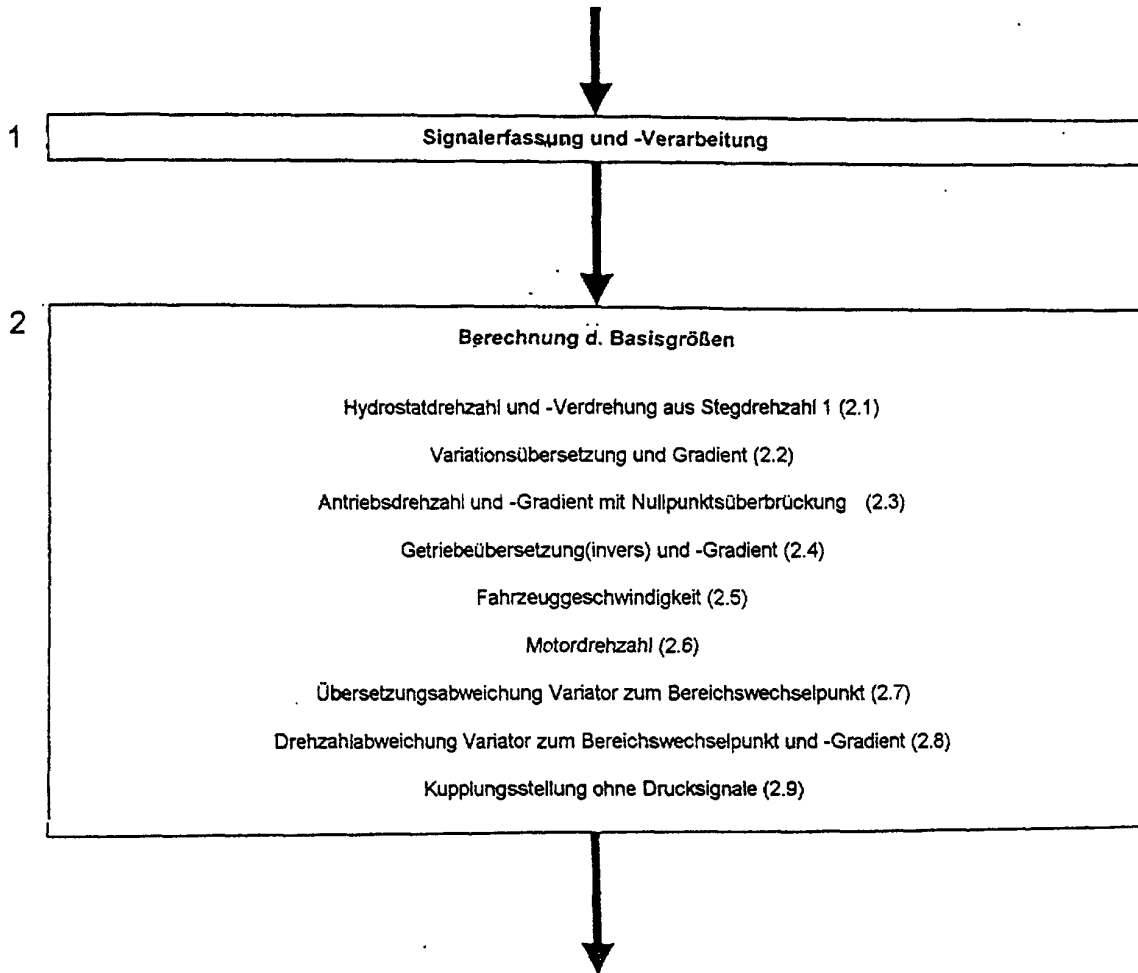 1
Signalerfassung und -Verarbeitung
2
Berechnung d. Basisgrößen
Hydrostatdrehzahl und -Verdrehung aus Stegdrehzahl 1 (2.1)
Variationsübersetzung und Gradient (2.2)
Antriebsdrehzahl und -Gradient mit Nullpunktsüberbrückung (2.3)
Getriebeübersetzung(invers) und -Gradient (2.4)
Fahrzeuggeschwindigkeit (2.5)
Motordrehzahl (2.6)
Übersetzungsabweichung Variator zum Bereichswechselpunkt (2.7)
Drehzahlabweichung Variator zum Bereichswechselpunkt und -Gradient (2.8)
Kupplungsstellung ohne Drucksignale (2.9)